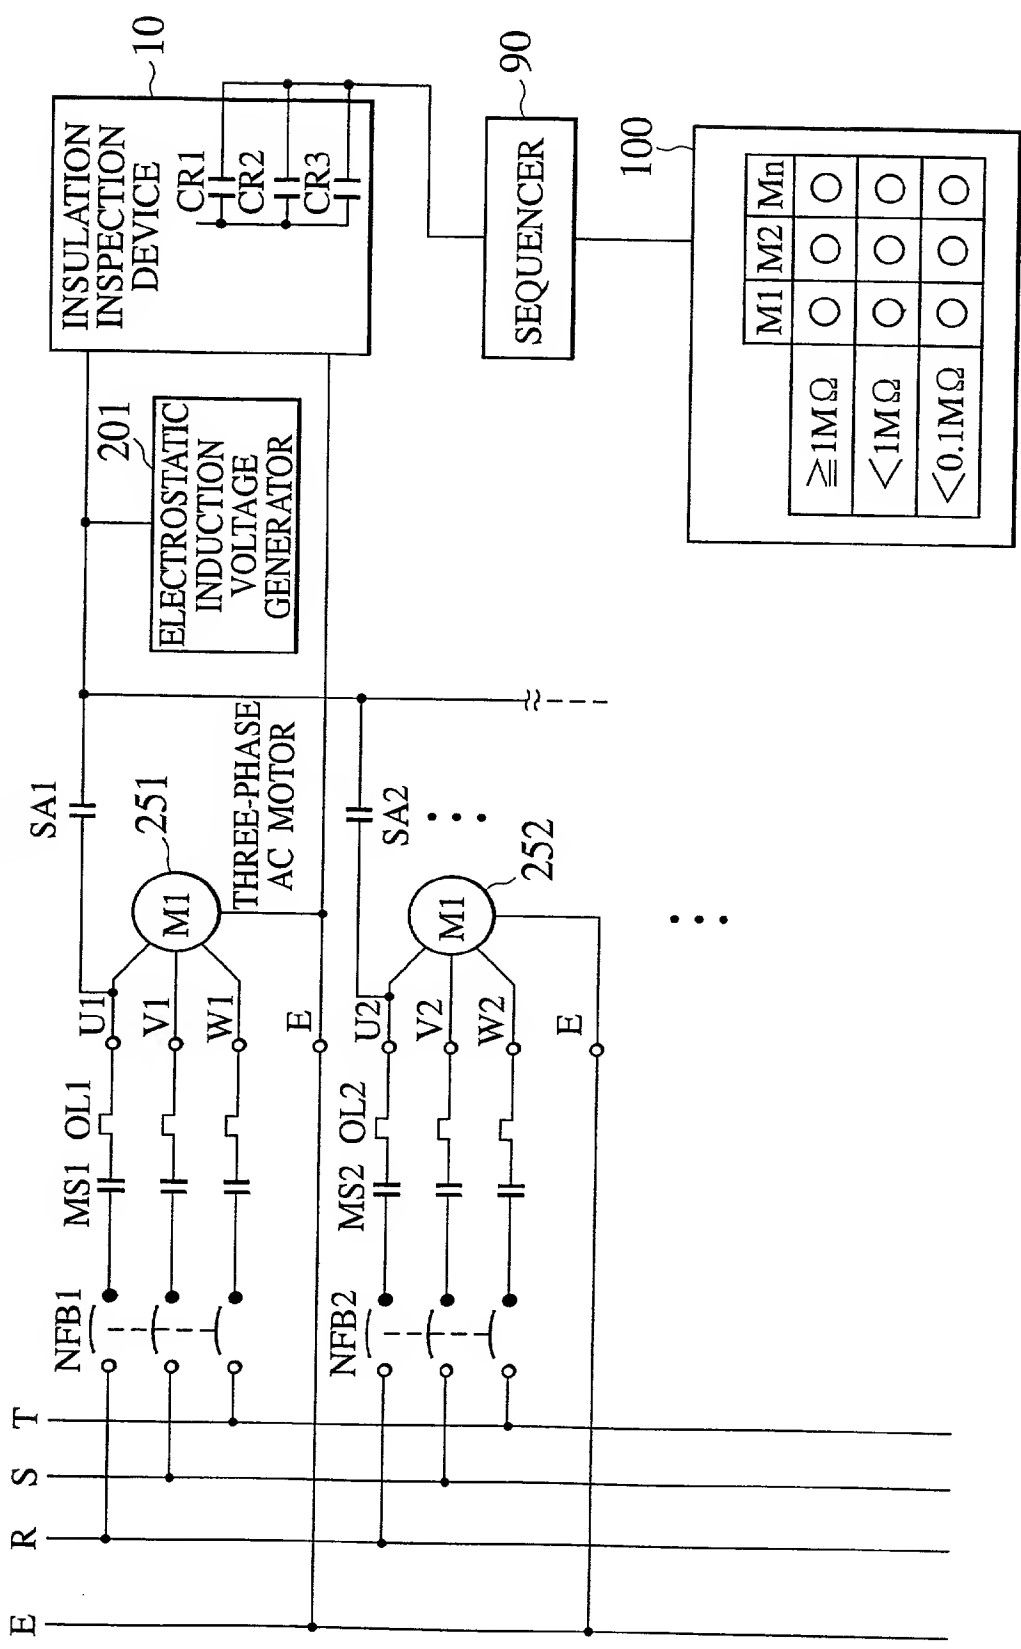 E
R
S
T
NFB1
MS1
OL1
U1
V1
W1
E
SA1
251
M1
THREE-PHASE
AC MOTOR
201
ELECTROSTATIC
INDUCTION
VOLTAGE
GENERATOR
10
INSULATION
INSPECTION
DEVICE
CR1
CR2
CR3
NFB2
MS2
OL2
U2
V2
W2
E
SA2
252
M1
90
SEQUENCER
100
M1 M2 Mn
≧1MΩ ○ ○ ○
<1MΩ ○ ○ ○
<0.1MΩ ○ ○ ○